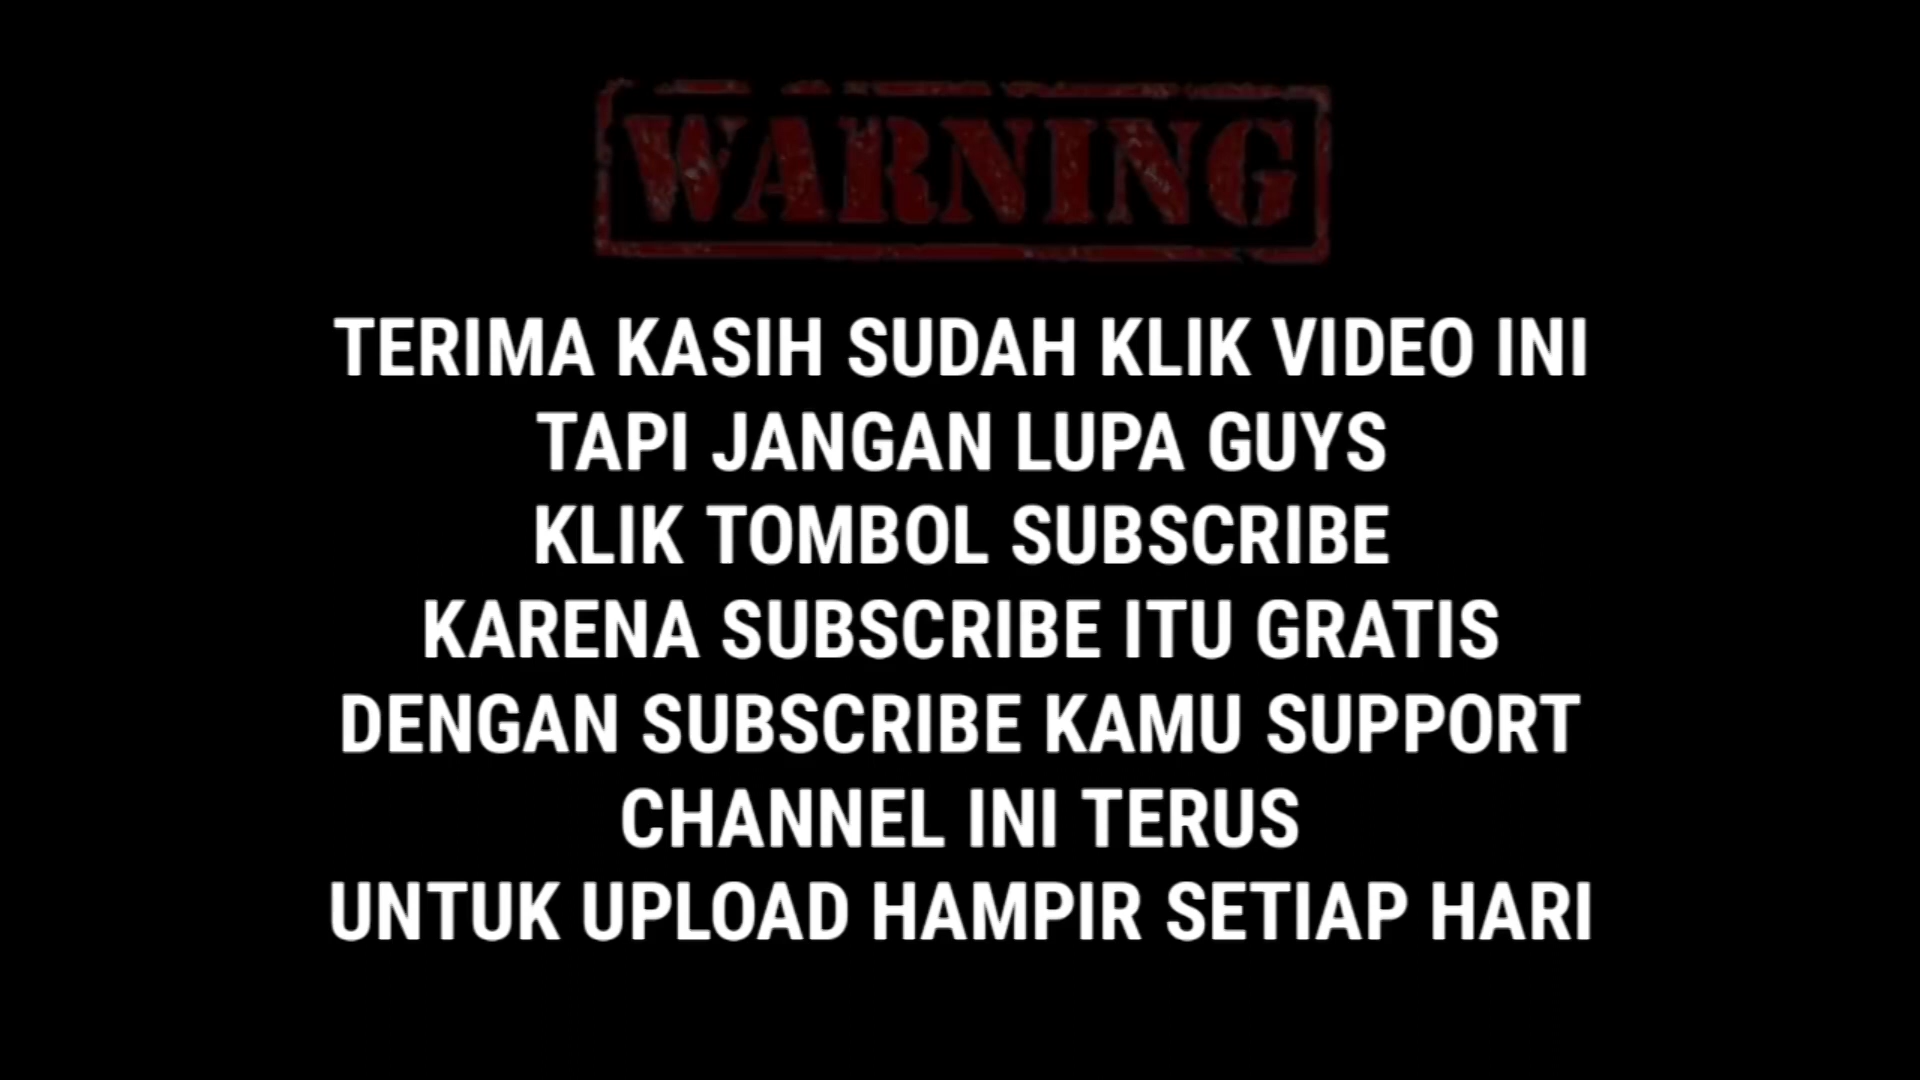 WARNING
TERIMA KASIH SUDAH KLIK VIDEO INI
TAPI JANGAN LUPA GUYS
KLIK TOMBOL SUBSCRIBE
KARENA SUBSCRIBE ITU GRATIS
DENGAN SUBSCRIBE KAMU SUPPORT
CHANNEL INI TERUS
UNTUK UPLOAD HAMPIR SETIAP HARI